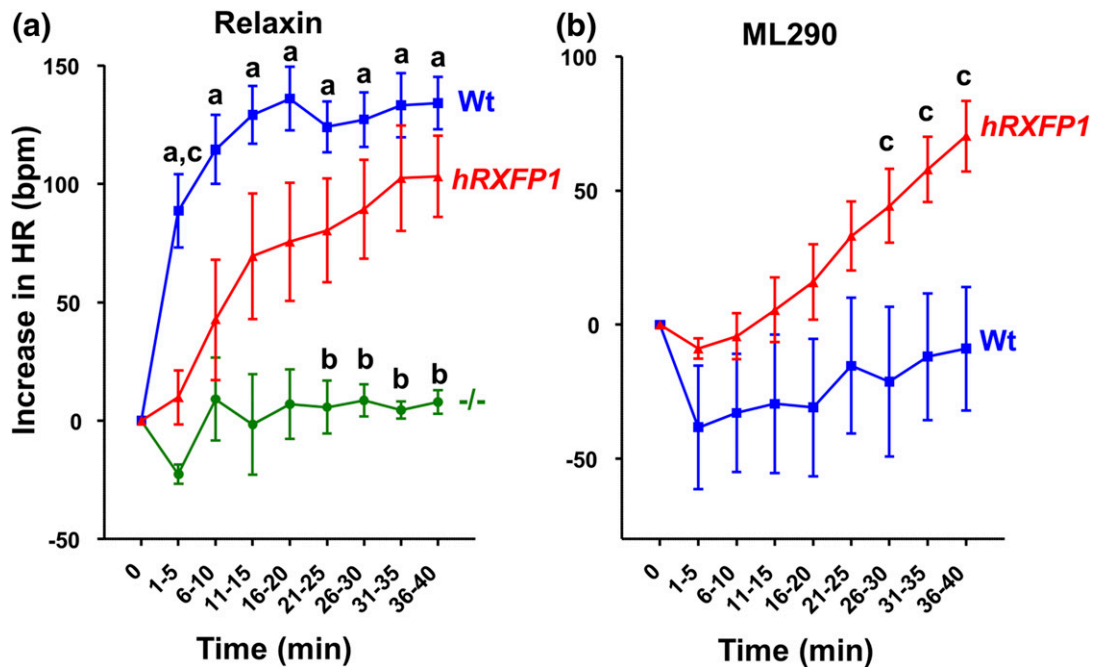 (a)
Relaxin
150
100
50
0
-50
Increase in HR (bpm)
a,c
a
a
a
a
a
a
a
Wt
hRXFP1
b
b
b
b
-/-
0
1-5
6-10
11-15
16-20
21-25
26-30
31-35
36-40
Time (min)
(b)
ML290
100
50
0
-50
c
c
c
hRXFP1
Wt
0
1-5
6-10
11-15
16-20
21-25
26-30
31-35
36-40
Time (min)